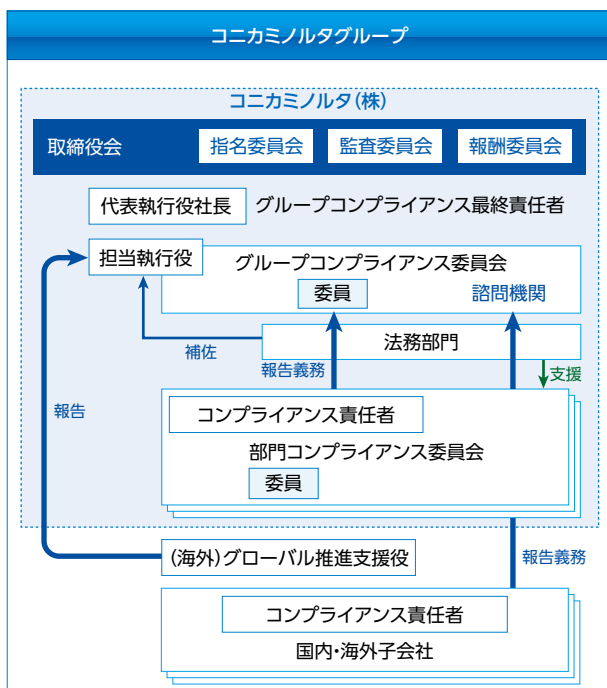 コニカミノルタグループ
コニカミノルタ(株)
取締役会
指名委員会
監査委員会
報酬委員会
代表執行役社長
グループコンプライアンス最終責任者
担当執行役
グループコンプライアンス委員会
委員
諮問機関
法務部門
補佐
報告義務
支援
報告
コンプライアンス責任者
部門コンプライアンス委員会
委員
(海外)グローバル推進支援役
報告義務
コンプライアンス責任者
国内・海外子会社